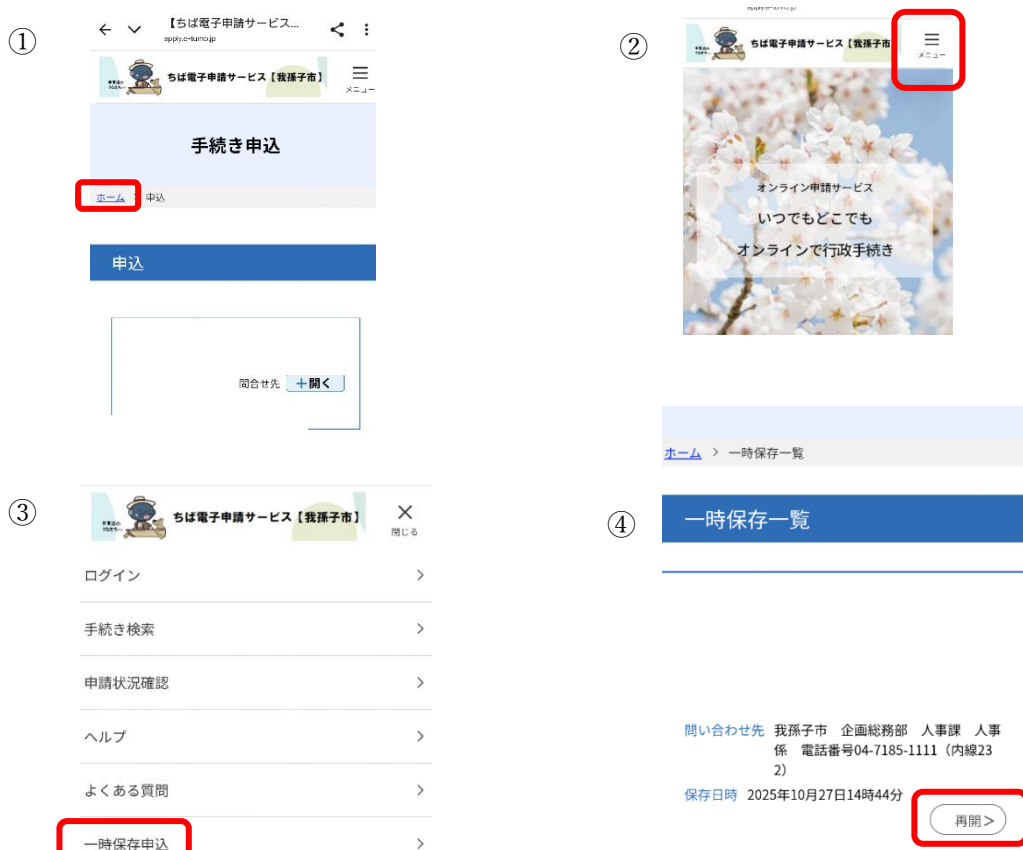 ①
【ちば電子申請サービス...
apply.e-tumo.jp
ちば電子申請サービス【我孫子市】
メニュー
手続き申込
ホーム > 申込
申込
問合せ先 ＋開く
②
apply.e-tumo.jp
ちば電子申請サービス【我孫子市
メニュー
オンライン申請サービス
いつでもどこでも
オンラインで行政手続き
③
ちば電子申請サービス【我孫子市】
閉じる
ログイン
手続き検索
申請状況確認
ヘルプ
よくある質問
一時保存申込
ホーム > 一時保存一覧
④
一時保存一覧
問い合わせ先 我孫子市 企画総務部 人事課 人事
係 電話番号04-7185-1111（内線23
2）
保存日時 2025年10月27日14時44分
再開＞